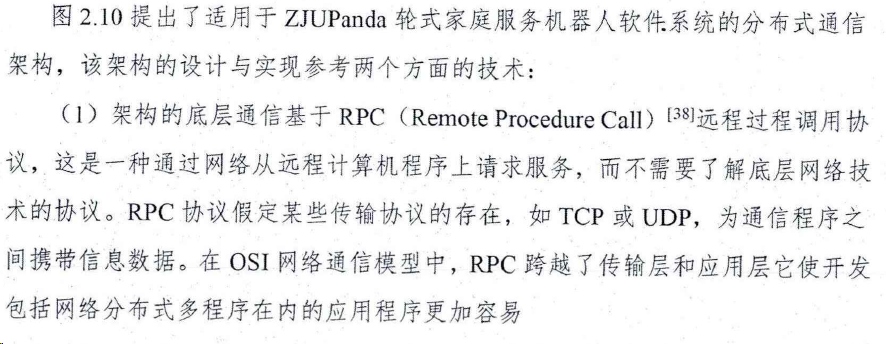 图 2.10 提出了适用于 ZJUPanda 轮式家庭服务机器人软件系统的分布式通信
架构，该架构的设计与实现参考两个方面的技术：
（1）架构的底层通信基于 RPC（Remote Procedure Call）[38]远程过程调用协
议，这是一种通过网络从远程计算机程序上请求服务，而不需要了解底层网络技
术的协议。RPC 协议假定某些传输协议的存在，如 TCP 或 UDP，为通信程序之
间携带信息数据。在 OSI 网络通信模型中，RPC 跨越了传输层和应用层它使开发
包括网络分布式多程序在内的应用程序更加容易